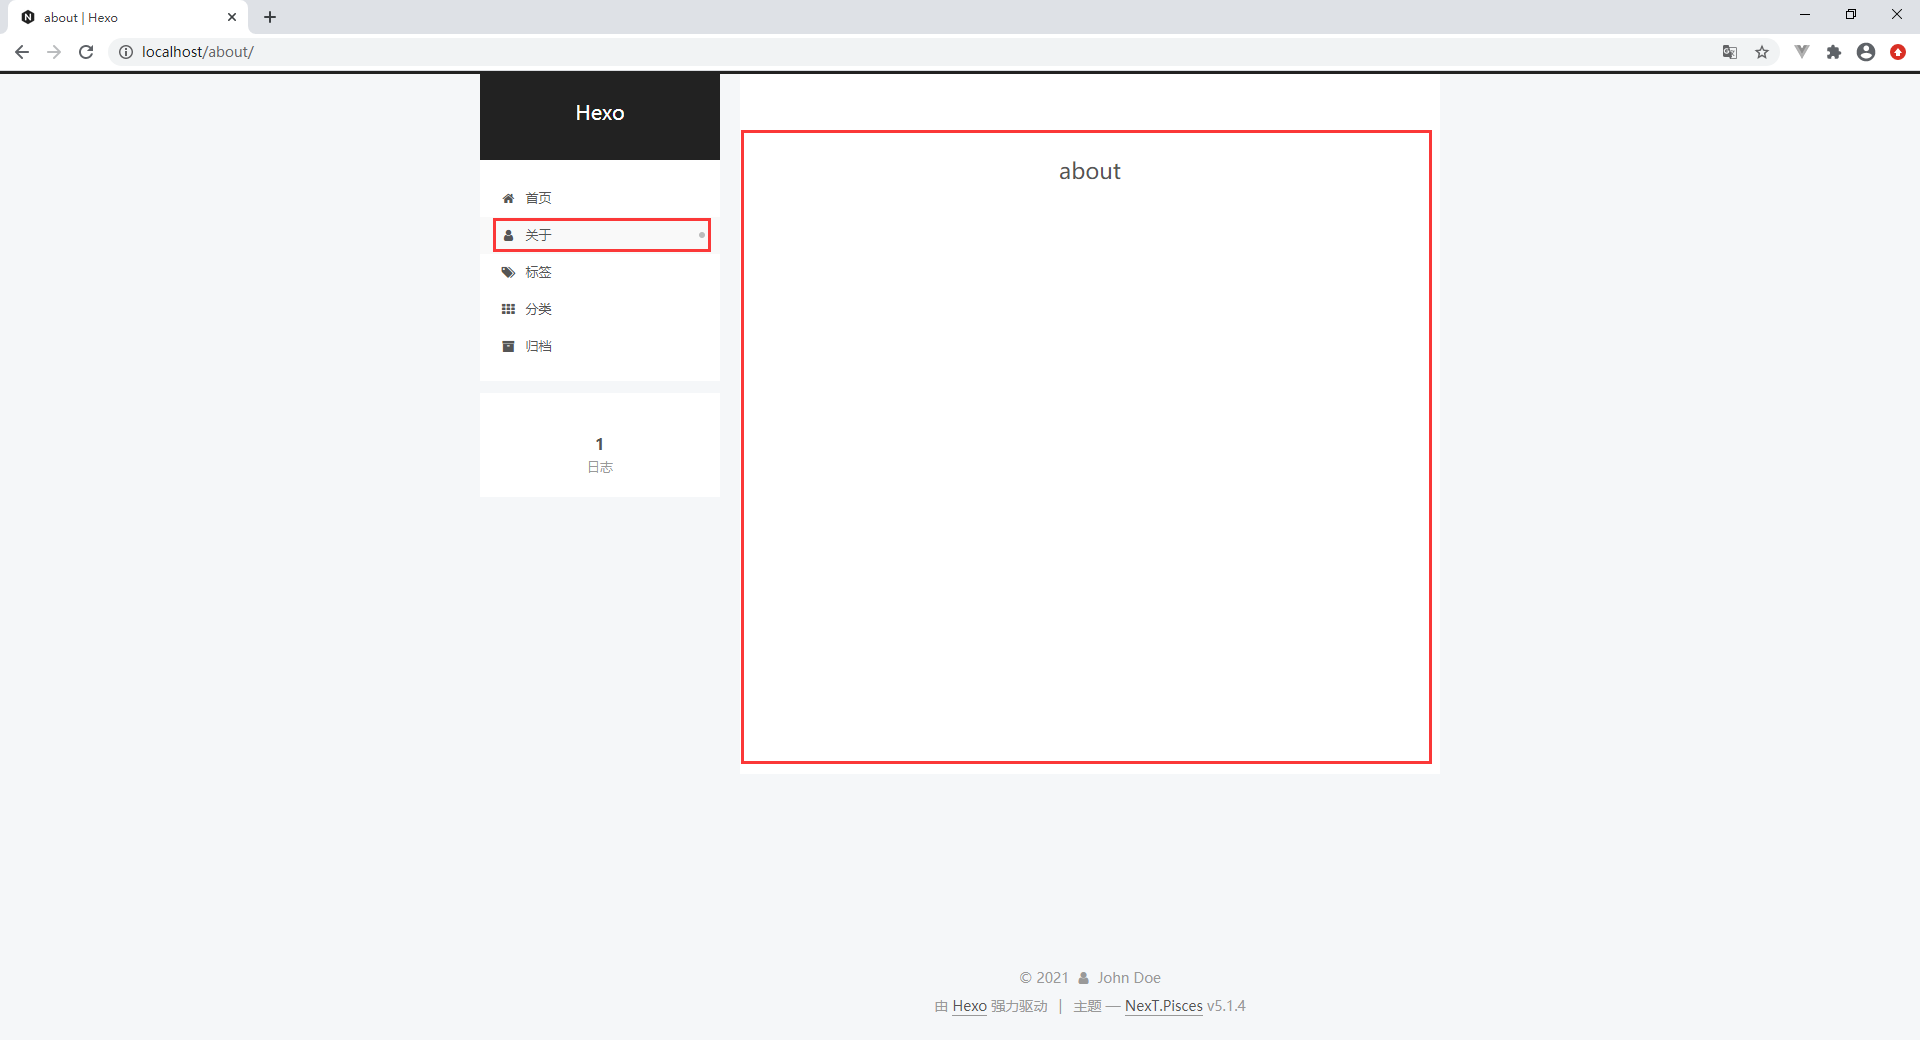 about | Hexo
localhost/about/
Hexo
首页
关于
标签
分类
归档
1
日志
about
© 2021 John Doe
由 Hexo 强力驱动 | 主题 — NexT.Pisces v5.1.4